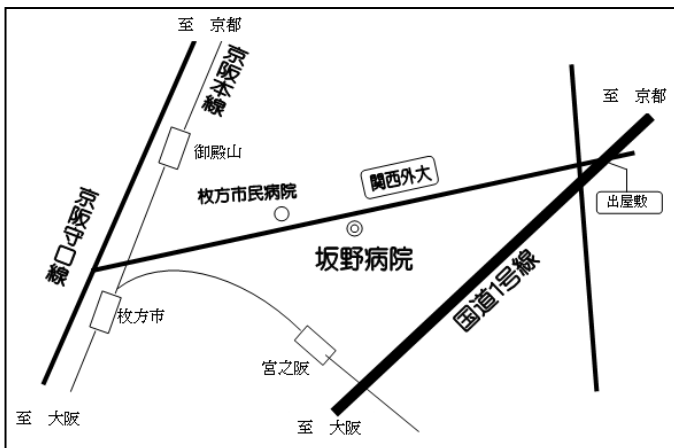 至　京都
京阪本線
至　京都
御殿山
関西外大
枚方市民病院
出屋敷
京阪守口線
坂野病院
国道1号線
枚方市
宮之阪
至　大阪
至　大阪